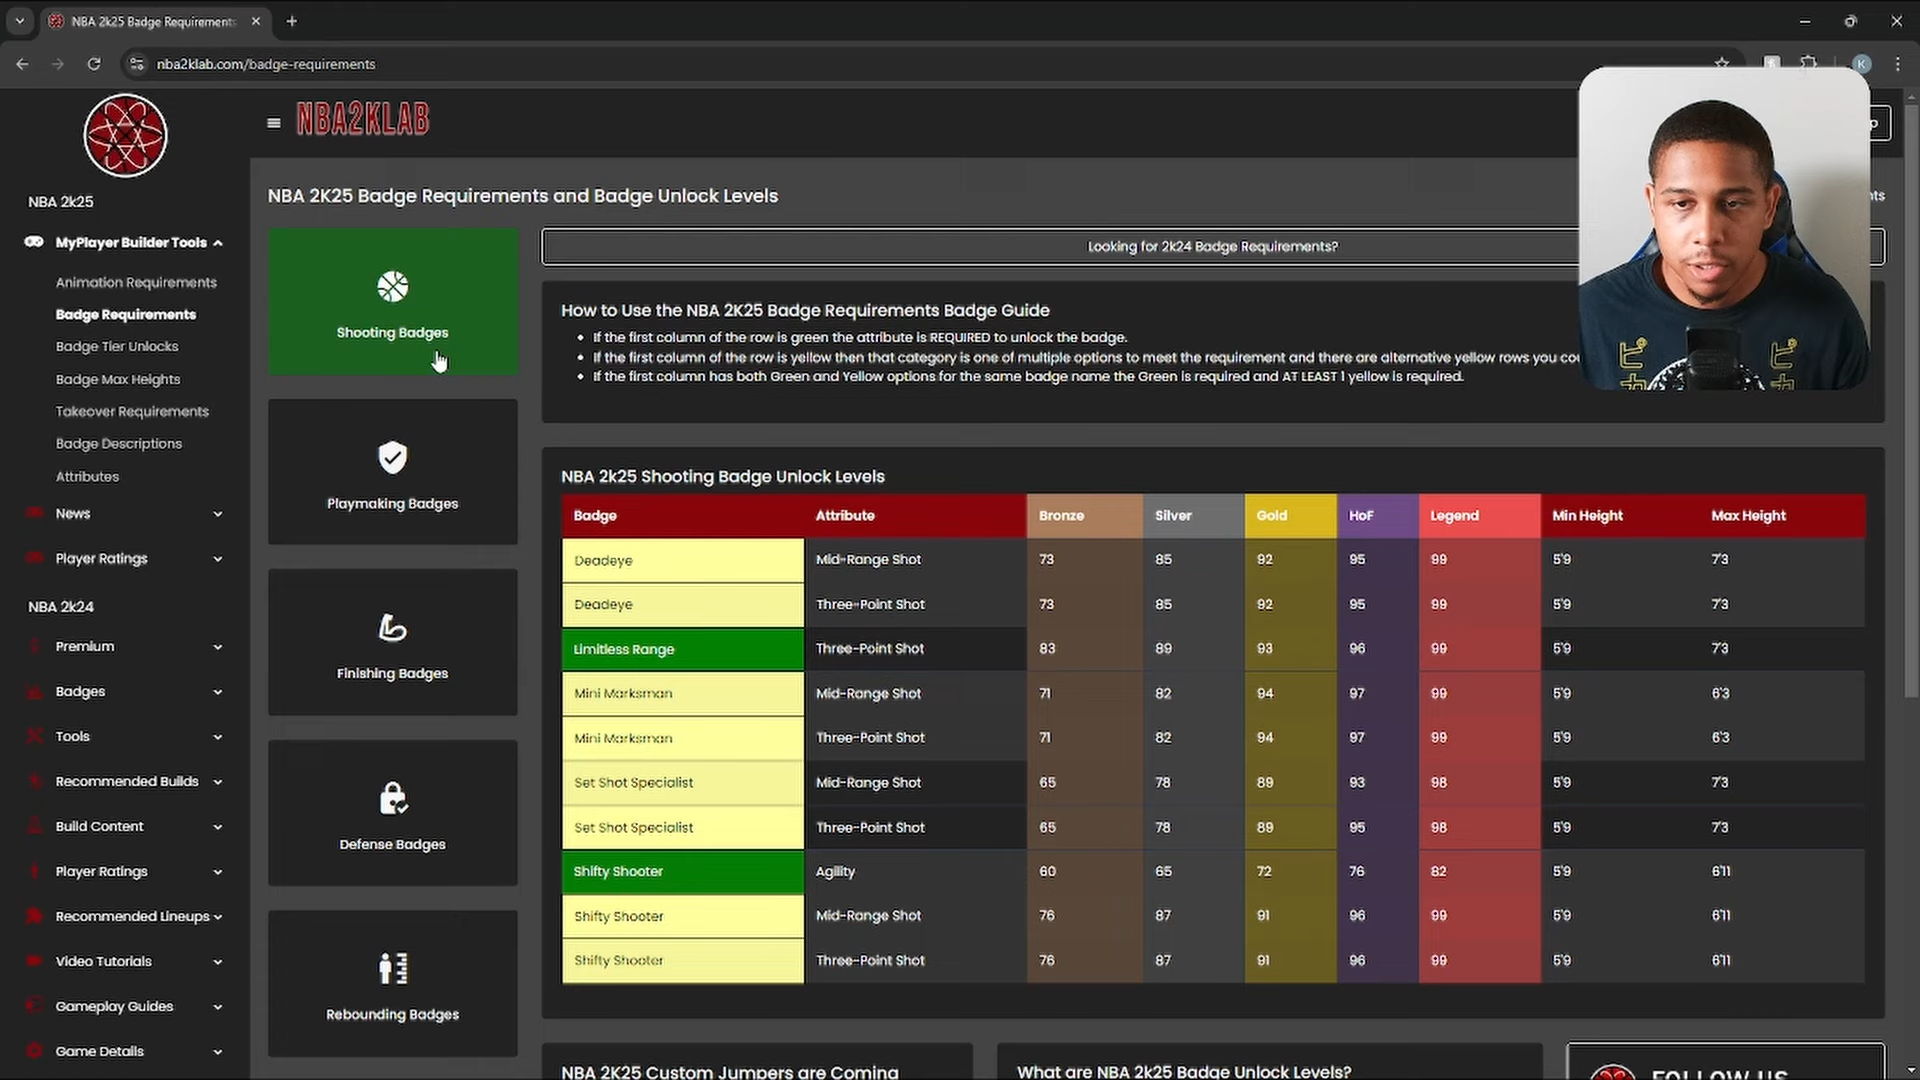 NBA 2k25 Badge Requirements
nba2klab.com/badge-requirements
K
NBA2KLAB
NBA 2k25
MyPlayer Builder Tools
Animation Requirements
Badge Requirements
Badge Tier Unlocks
Badge Max Heights
Takeover Requirements
Badge Descriptions
Attributes
News
Player Ratings
NBA 2k24
Premium
Badges
Tools
Recommended Builds
Build Content
Player Ratings
Recommended Lineups
Video Tutorials
Gameplay Guides
Game Details
NBA 2K25 Badge Requirements and Badge Unlock Levels
Shooting Badges
Playmaking Badges
Finishing Badges
Defense Badges
Rebounding Badges
Looking for 2k24 Badge Requirements?
How to Use the NBA 2K25 Badge Requirements Badge Guide
If the first column of the row is green the attribute is REQUIRED to unlock the badge.
If the first column of the row is yellow then that category is one of multiple options to meet the requirement and there are alternative yellow rows you
If the first column has both Green and Yellow options for the same badge name the Green is required and AT LEAST 1 yellow is required.
NBA 2k25 Shooting Badge Unlock Levels
Badge Attribute Bronze Silver Gold HoF Legend Min Height Max Height
Deadeye Mid-Range Shot 73 85 92 95 99 5'9 7'3
Deadeye Three-Point Shot 73 85 92 95 99 5'9 7'3
Limitless Range Three-Point Shot 83 89 93 96 99 5'9 7'3
Mini Marksman Mid-Range Shot 71 82 94 97 99 5'9 6'3
Mini Marksman Three-Point Shot 71 82 94 97 99 5'9 6'3
Set Shot Specialist Mid-Range Shot 65 78 89 93 98 5'9 7'3
Set Shot Specialist Three-Point Shot 65 78 89 95 98 5'9 7'3
Shifty Shooter Agility 60 65 72 76 82 5'9 6'11
Shifty Shooter Mid-Range Shot 76 87 91 96 99 5'9 6'11
Shifty Shooter Three-Point Shot 76 87 91 96 99 5'9 6'11
NBA 2K25 Custom Jumpers are Coming
What are NBA 2k25 Badge Unlock Levels?
FOLLOW US
ピカ
ピカ